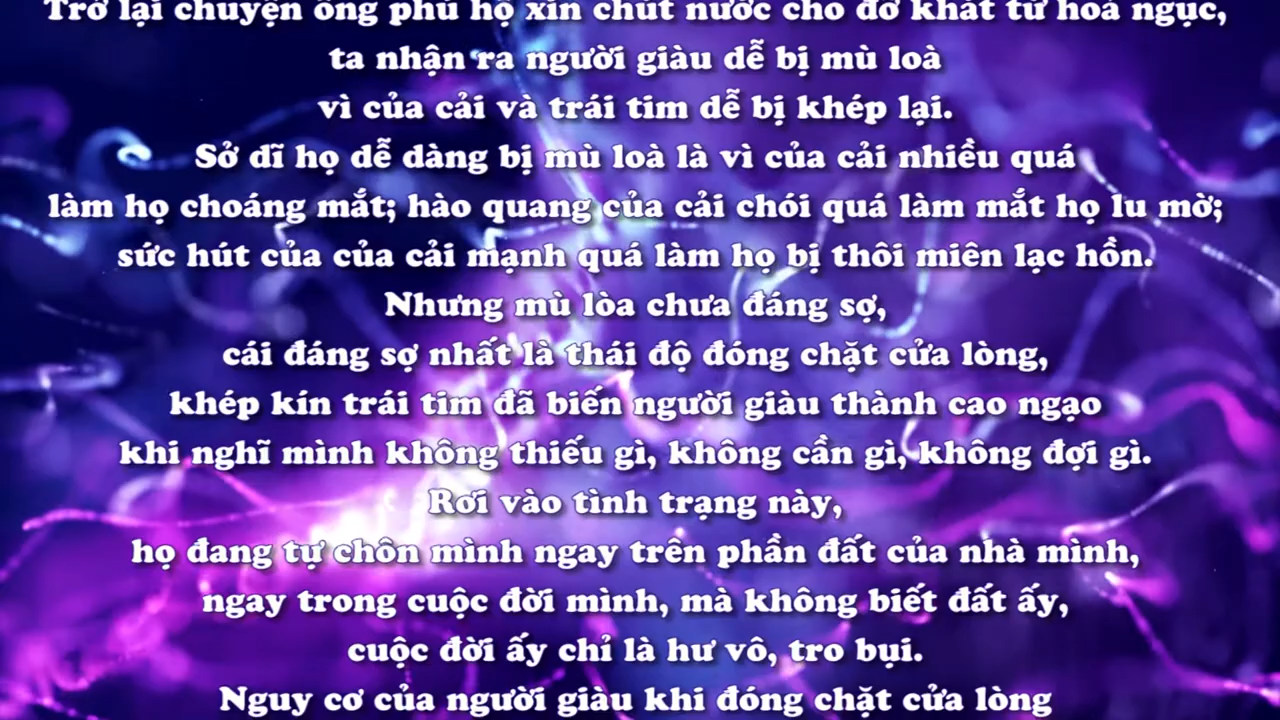 Trở lại chuyện ông phú hộ xin chút nước cho đỡ khát từ hoả ngục,
ta nhận ra người giàu dễ bị mù loà
vì của cải và trái tim dễ bị khép lại.
Sở dĩ họ dễ dàng bị mù loà là vì của cải nhiều quá
làm họ choáng mắt; hào quang của cải chói quá làm mắt họ lu mờ;
sức hút của của cải mạnh quá làm họ bị thôi miên lạc hồn.
Nhưng mù lòa chưa đáng sợ,
cái đáng sợ nhất là thái độ đóng chặt cửa lòng,
khép kín trái tim đã biến người giàu thành cao ngạo
khi nghĩ mình không thiếu gì, không cần gì, không đợi gì.
Rơi vào tình trạng này,
họ đang tự chôn mình ngay trên phần đất của nhà mình,
ngay trong cuộc đời mình, mà không biết đất ấy,
cuộc đời ấy chỉ là hư vô, tro bụi.
Nguy cơ của người giàu khi đóng chặt cửa lòng